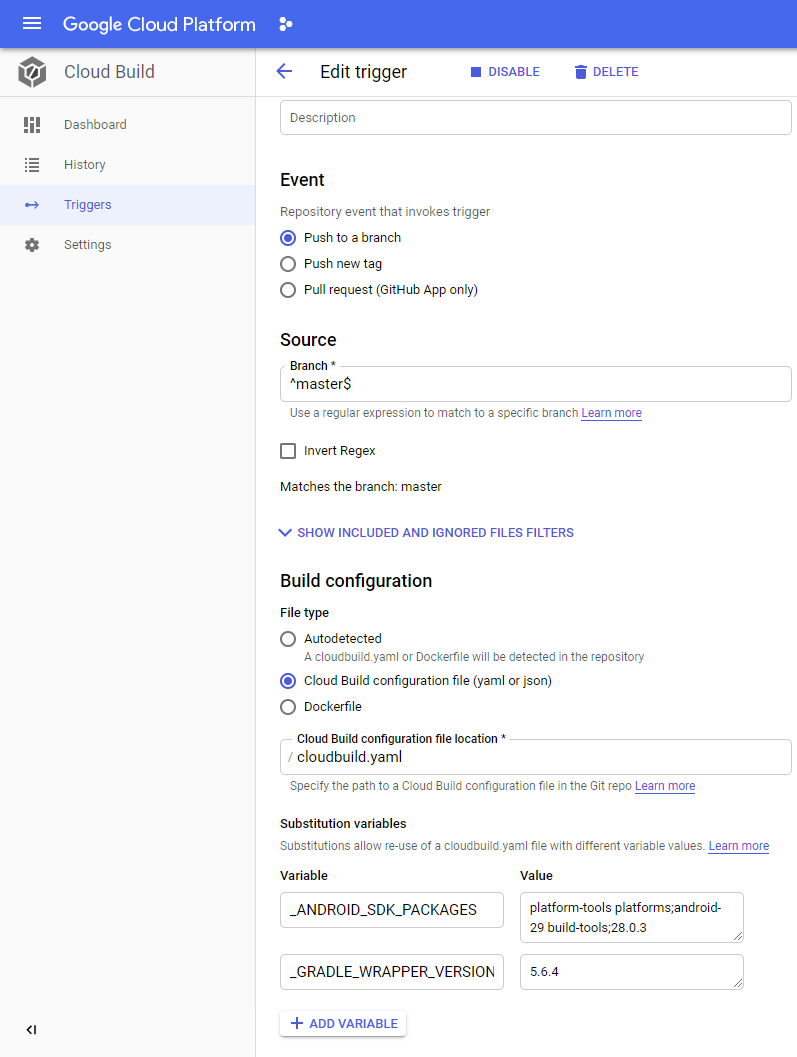 Google Cloud Platform
Cloud Build
Edit trigger
DISABLE
DELETE
Dashboard
History
Triggers
Settings
Description
Event
Repository event that invokes trigger
Push to a branch
Push new tag
Pull request (GitHub App only)
Source
Branch *
^master$
Use a regular expression to match to a specific branch Learn more
Invert Regex
Matches the branch: master
SHOW INCLUDED AND IGNORED FILES FILTERS
Build configuration
File type
Autodetected
A cloudbuild.yaml or Dockerfile will be detected in the repository
Cloud Build configuration file (yaml or json)
Dockerfile
Cloud Build configuration file location *
/ cloudbuild.yaml
Specify the path to a Cloud Build configuration file in the Git repo Learn more
Substitution variables
Substitutions allow re-use of a cloudbuild.yaml file with different variable values. Learn more
Variable Value
_ANDROID_SDK_PACKAGES
platform-tools platforms;android-
29 build-tools;28.0.3
_GRADLE_WRAPPER_VERSION 5.6.4
ADD VARIABLE